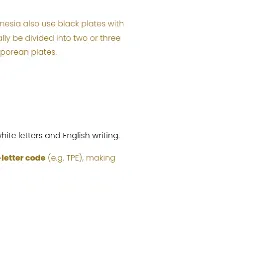 nesia also use black plates with
lly be divided into two or three
porean plates.
hite letters and English writing.
-letter code (e.g. TPE), making